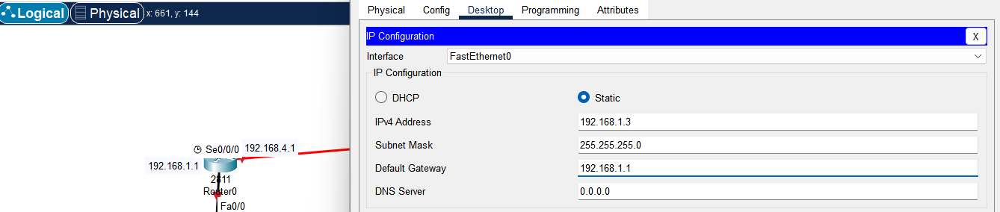 Logical Physical x: 661, y: 144
Se0/0/0 192.168.4.1
192.168.1.1
2811
Router0
Fa0/0
Physical Config Desktop Programming Attributes
IP Configuration X
Interface FastEthernet0
IP Configuration
DHCP Static
IPv4 Address 192.168.1.3
Subnet Mask 255.255.255.0
Default Gateway 192.168.1.1
DNS Server 0.0.0.0